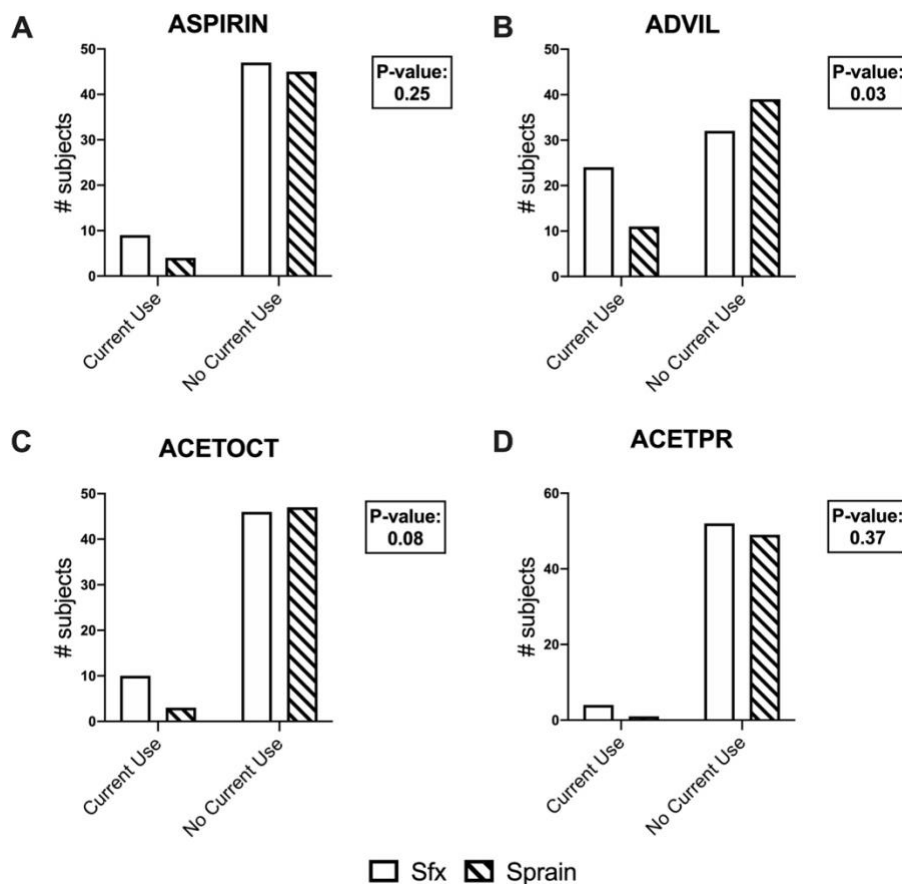 A
ASPIRIN
50
40
30
20
10
0
# subjects
Current Use
No Current Use
P-value:
0.25
B
ADVIL
50
40
30
20
10
0
# subjects
Current Use
No Current Use
P-value:
0.03
C
ACETOCT
50
40
30
20
10
0
# subjects
Current Use
No Current Use
P-value:
0.08
D
ACETPR
60
40
20
0
# subjects
Current Use
No Current Use
P-value:
0.37
Sfx
Sprain